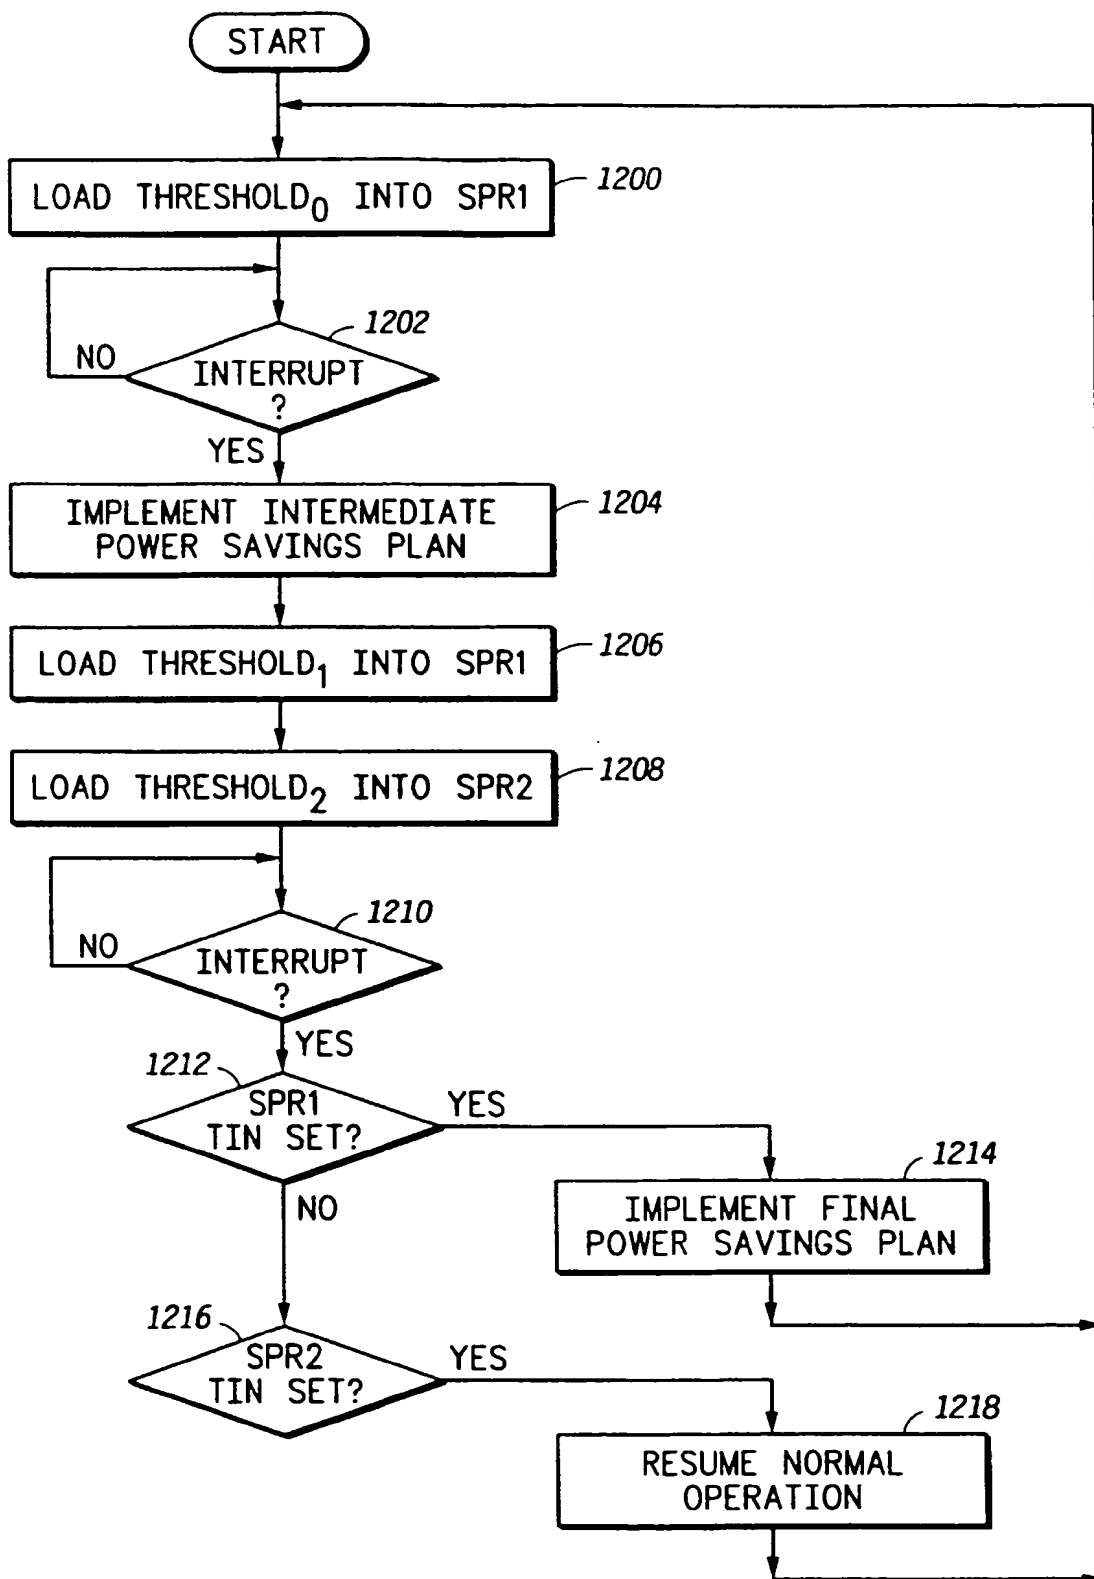 START
LOAD THRESHOLD0 INTO SPR1
1200
1202
INTERRUPT
?
NO
YES
IMPLEMENT INTERMEDIATE
POWER SAVINGS PLAN
1204
LOAD THRESHOLD1 INTO SPR1
1206
LOAD THRESHOLD2 INTO SPR2
1208
1210
INTERRUPT
?
NO
YES
1212
SPR1
TIN SET?
YES
NO
1214
IMPLEMENT FINAL
POWER SAVINGS PLAN
1216
SPR2
TIN SET?
YES
1218
RESUME NORMAL
OPERATION